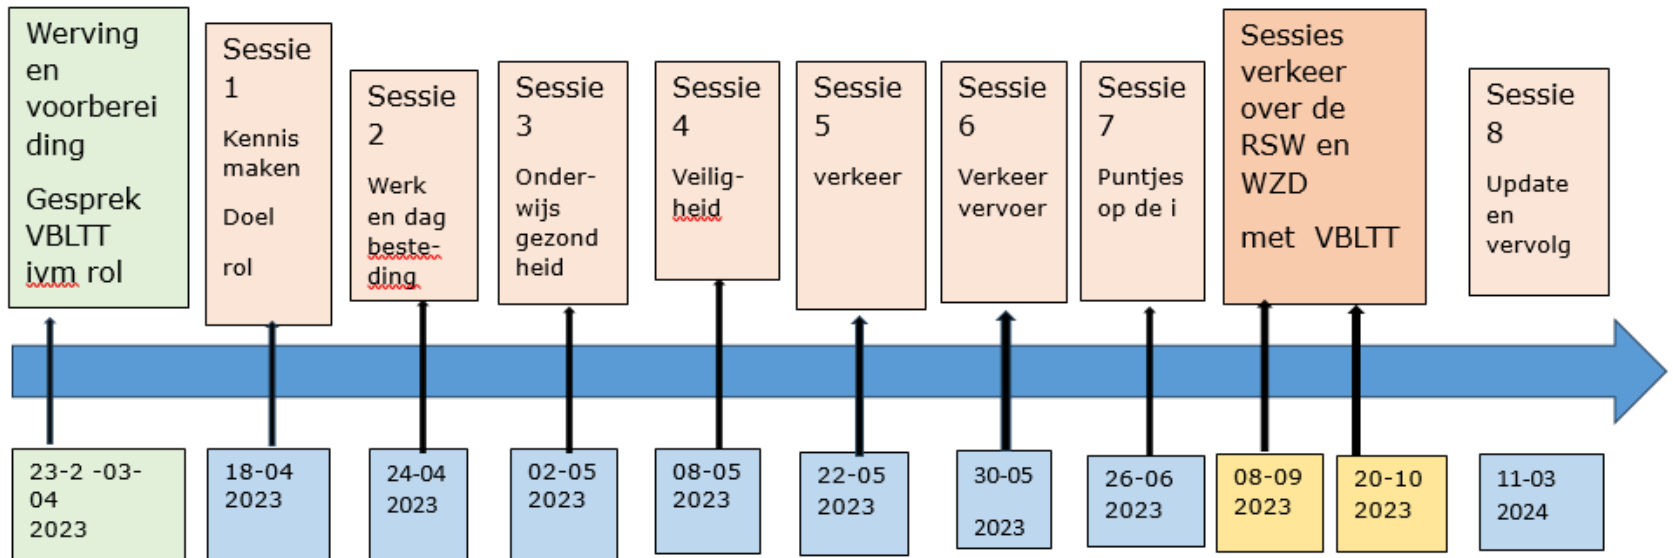 Werving
en
voorberei
ding
Gesprek
VBLTT
ivm rol
Sessie
1
Kennis
maken
Doel
rol
Sessie
2
Werk
en dag
beste-
ding
Sessie
3
Onder-
wijs
gezond
heid
Sessie
4
Veilig-
heid
Sessie
5
verkeer
Sessie
6
Verkeer
vervoer
Sessie
7
Puntjes
op de i
Sessies
verkeer
over de
RSW en
WZD
met VBLTT
Sessie
8
Update
en
vervolg
23-2 -03-
04
2023
18-04
2023
24-04
2023
02-05
2023
08-05
2023
22-05
2023
30-05
2023
26-06
2023
08-09
2023
20-10
2023
11-03
2024